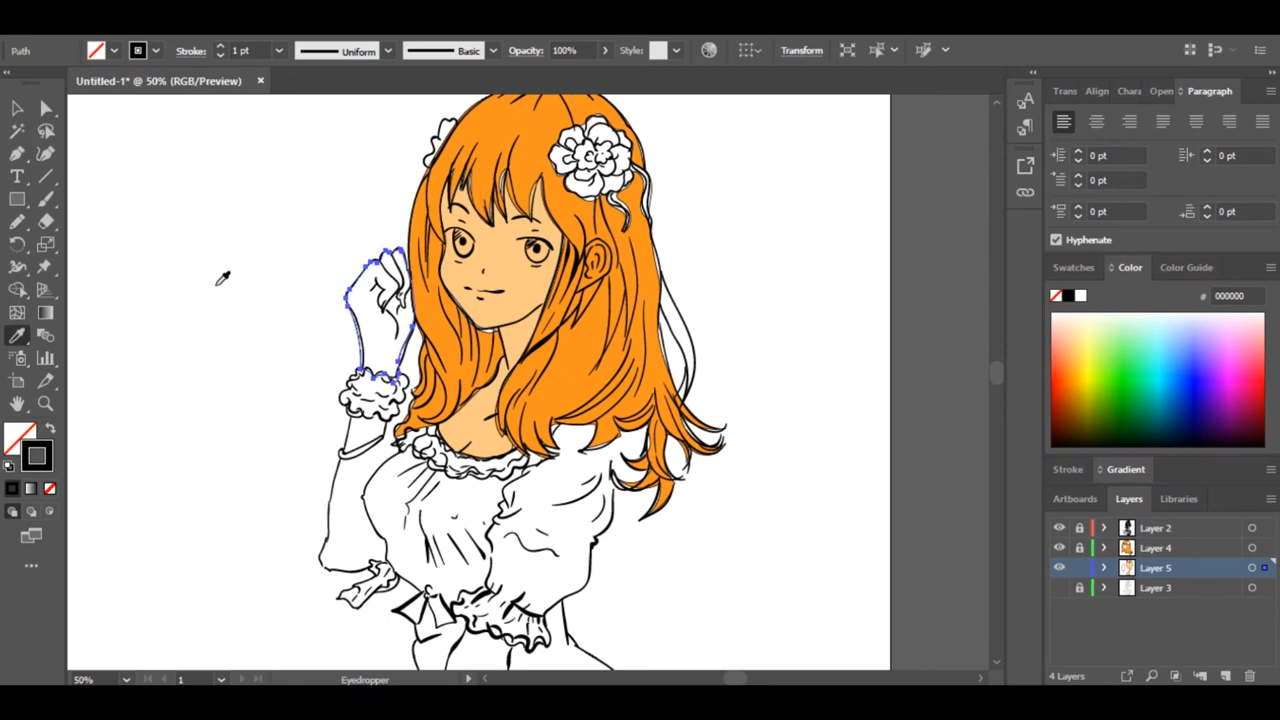 Path
Stroke:
1 pt
Uniform
Basic
Opacity:
100%
Style:
Transform
Untitled-1* @ 50% (RGB/Preview)
Trans
Align
Chara
Open
Paragraph
0 pt
0 pt
0 pt
0 pt
0 pt
Hyphenate
Swatches
Color
Color Guide
#
000000
Stroke
Gradient
Artboards
Layers
Libraries
Layer 2
Layer 4
Layer 5
Layer 3
4 Layers
50%
1
Eyedropper